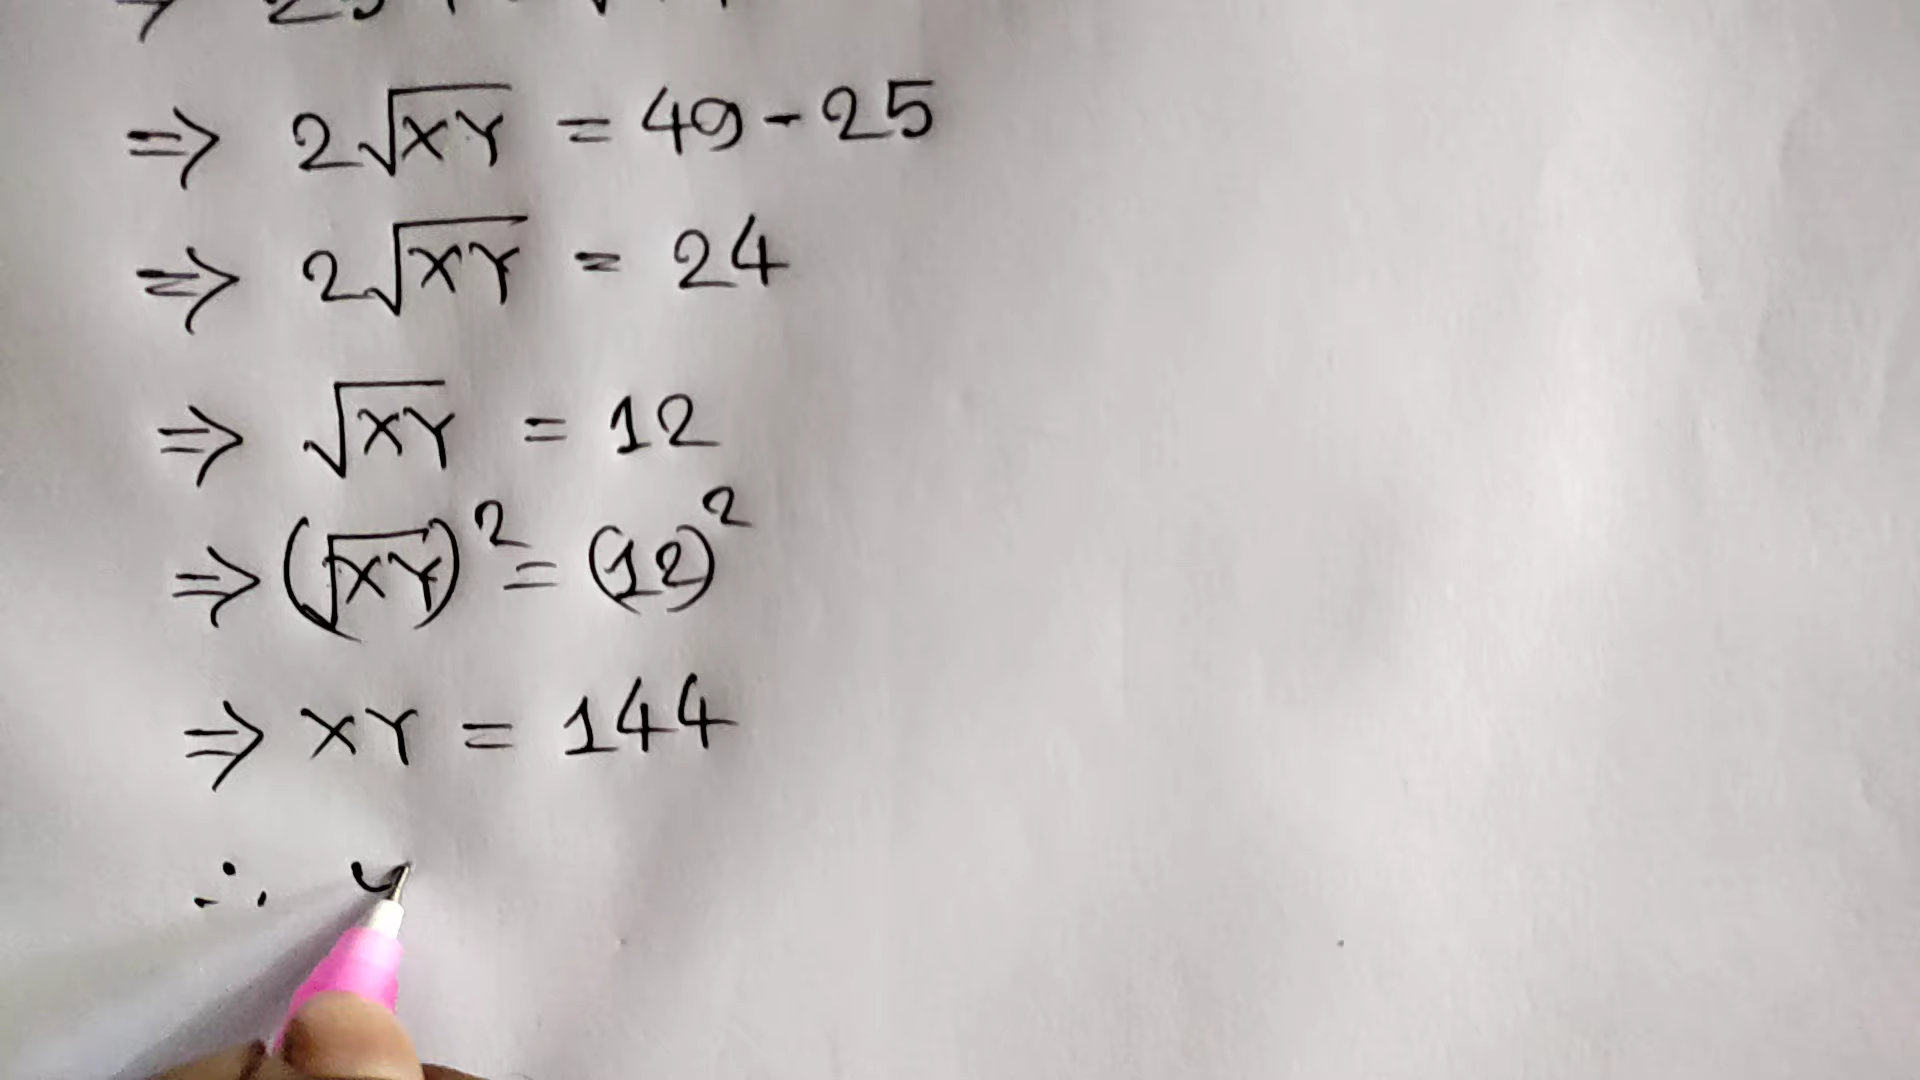 ⇒ 2√XY = 49-25
⇒ 2√XY = 24
⇒ √XY = 12
⇒ (√XY)² = (12)²
⇒ XY = 144
∴